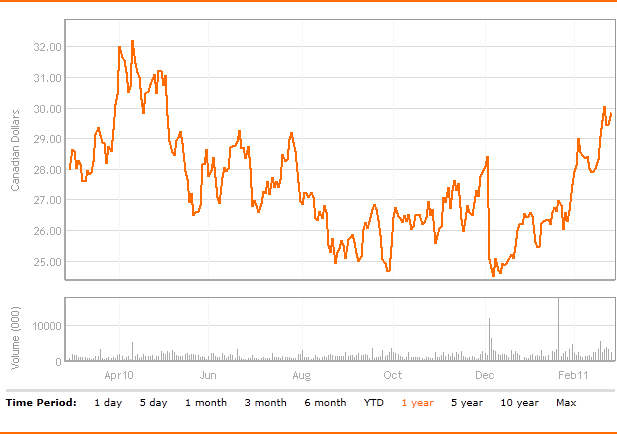 32.00
31.00
30.00
29.00
28.00
27.00
26.00
25.00
Canadian Dollars
10000
0
Volume (000)
Apr10 Jun Aug Oct Dec Feb11
Time Period: 1 day 5 day 1 month 3 month 6 month YTD 1 year 5 year 10 year Max